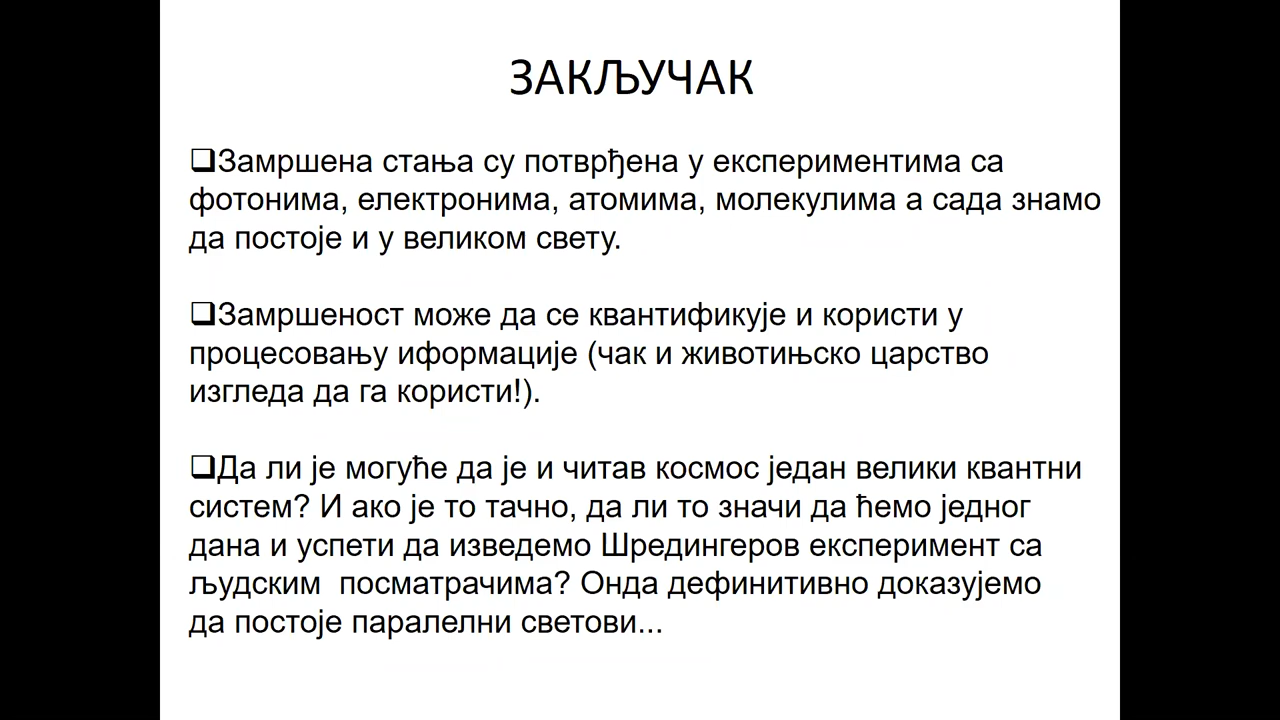 ЗАКЉУЧАК
❑Замршена стања су потврђена у експериментима са
фотонима, електронима, атомима, молекулима а сада знамо
да постоје и у великом свету.
❑Замршеност може да се квантификује и користи у
процесовању иформације (чак и животињско царство
изгледа да га користи!).
❑Да ли је могуће да је и читав космос један велики квантни
систем? И ако је то тачно, да ли то значи да ћемо једног
дана и успети да изведемо Шредингеров експеримент са
људским  посматрачима? Онда дефинитивно доказујемо
да постоје паралелни светови...